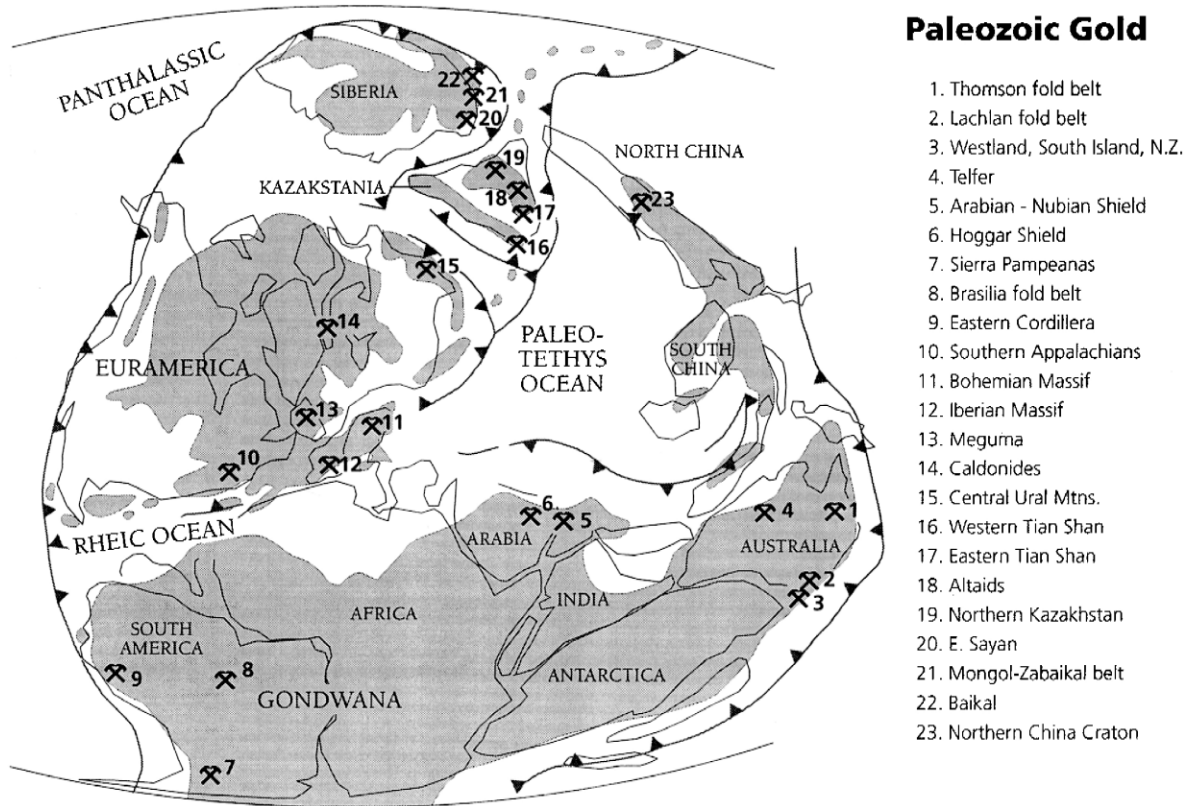 Paleozoic Gold
1. Thomson fold belt
2. Lachlan fold belt
3. Westland, South Island, N.Z.
4. Telfer
5. Arabian - Nubian Shield
6. Hoggar Shield
7. Sierra Pampeanas
8. Brasilia fold belt
9. Eastern Cordillera
10. Southern Appalachians
11. Bohemian Massif
12. Iberian Massif
13. Meguma
14. Caldonides
15. Central Ural Mtns.
16. Western Tian Shan
17. Eastern Tian Shan
18. Altaids
19. Northern Kazakhstan
20. E. Sayan
21. Mongol-Zabaikal belt
22. Baikal
23. Northern China Craton
PANTHALASSIC
OCEAN
SIBERIA
22
21
20
NORTH CHINA
19
KAZAKSTANIA
18
17
23
16
15
14
PALEO-
TETHYS
OCEAN
SOUTH
CHINA
EURAMERICA
13
11
12
10
RHEIC OCEAN
6
5
ARABIA
4
1
AUSTRALIA
2
3
INDIA
AFRICA
SOUTH
AMERICA
ANTARCTICA
9
8
GONDWANA
7